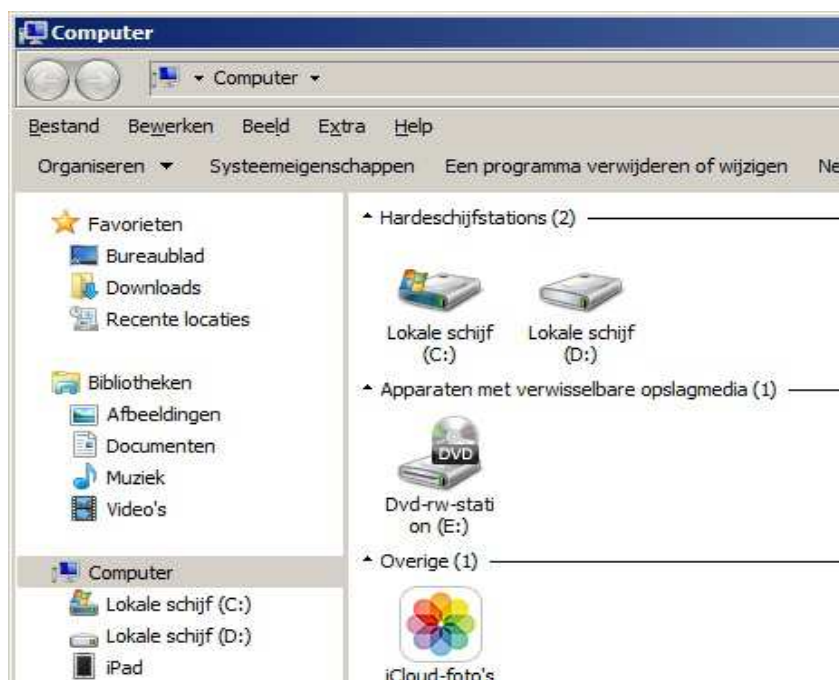 Computer
Computer
Bestand Bewerken Beeld Extra Help
Organiseren Systeemeigenschappen Een programma verwijderen of wijzigen
Favorieten
Bureaublad
Downloads
Recente locaties
Bibliotheken
Afbeeldingen
Documenten
Muziek
Video's
Computer
Lokale schijf (C:)
Lokale schijf (D:)
iPad
Hardeschijfstations (2)
Lokale schijf
(C:)
Lokale schijf
(D:)
Apparaten met verwisselbare opslagmedia (1)
DVD
Dvd-rw-stati
on (E:)
Overige (1)
iCloud-foto's